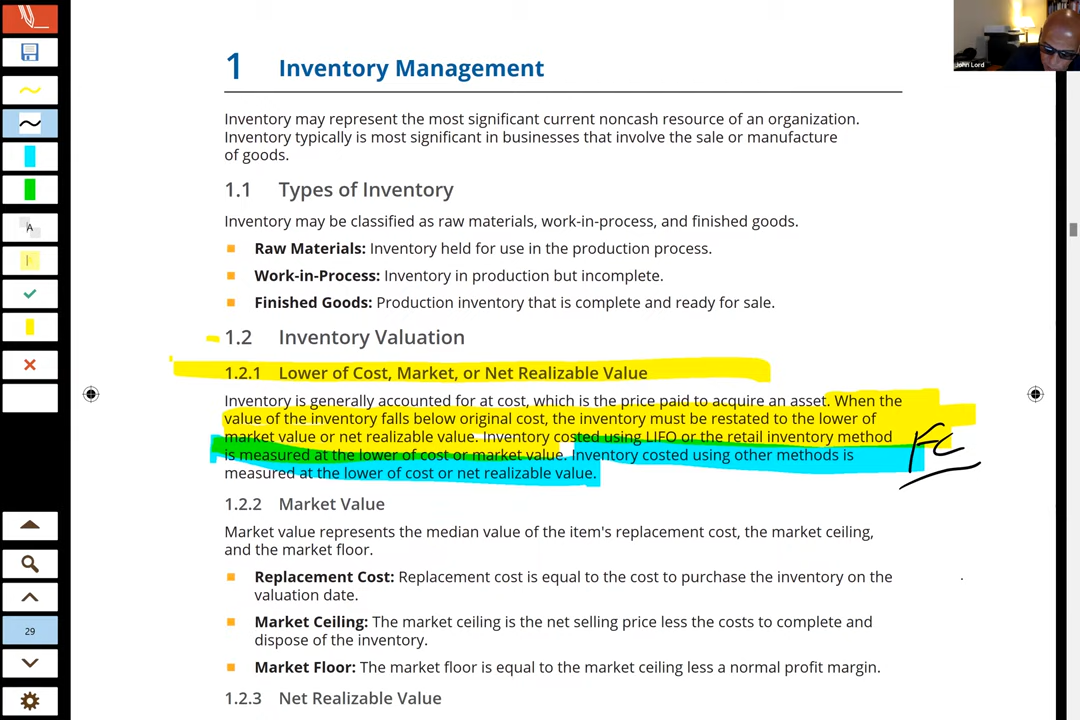 John Lord
1 Inventory Management
Inventory may represent the most significant current noncash resource of an organization.
Inventory typically is most significant in businesses that involve the sale or manufacture
of goods.
1.1 Types of Inventory
Inventory may be classified as raw materials, work-in-process, and finished goods.
Raw Materials: Inventory held for use in the production process.
Work-in-Process: Inventory in production but incomplete.
Finished Goods: Production inventory that is complete and ready for sale.
1.2 Inventory Valuation
1.2.1 Lower of Cost, Market, or Net Realizable Value
Inventory is generally accounted for at cost, which is the price paid to acquire an asset. When the
value of the inventory falls below original cost, the inventory must be restated to the lower of
market value or net realizable value. Inventory costed using LIFO or the retail inventory method
is measured at the lower of cost or market value. Inventory costed using other methods is
measured at the lower of cost or net realizable value.
1.2.2 Market Value
Market value represents the median value of the item's replacement cost, the market ceiling,
and the market floor.
Replacement Cost: Replacement cost is equal to the cost to purchase the inventory on the
valuation date.
Market Ceiling: The market ceiling is the net selling price less the costs to complete and
dispose of the inventory.
Market Floor: The market floor is equal to the market ceiling less a normal profit margin.
1.2.3 Net Realizable Value
A
29